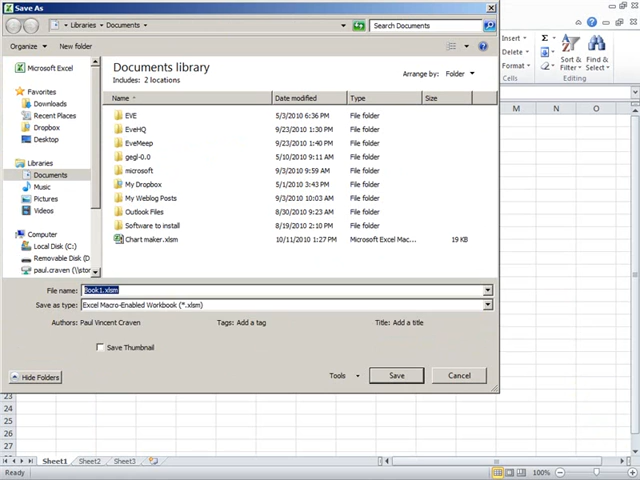 Save As
Libraries
Documents
Search Documents
Organize
New folder
Microsoft Excel
Favorites
Downloads
Recent Places
Dropbox
Desktop
Libraries
Documents
Music
Pictures
Videos
Computer
Local Disk (C:)
Removable Disk (
paul.craven (\\stor
Documents library
Includes: 2 locations
Arrange by: Folder
Name Date modified Type Size
EVE 5/3/2010 6:36 PM File folder
EveHQ 9/23/2010 1:30 PM File folder
EveMeep 9/23/2010 1:40 PM File folder
gegl-0.0 5/10/2010 9:11 AM File folder
microsoft 9/3/2010 9:59 AM File folder
My Dropbox 5/1/2010 3:43 PM File folder
My Weblog Posts 9/3/2010 10:03 AM File folder
Outlook Files 8/30/2010 9:23 AM File folder
Software to install 8/19/2010 2:10 PM File folder
Chart maker.xlsm 10/11/2010 1:27 PM Microsoft Excel Mac... 19 KB
File name: Book1.xlsm
Save as type: Excel Macro-Enabled Workbook (*.xlsm)
Authors: Paul Vincent Craven Tags: Add a tag Title: Add a title
Save Thumbnail
Hide Folders
Tools
Save
Cancel
Insert
Delete
Format
Cells
Σ
Sort & Filter
Find & Select
Editing
M N O
23
24
25
26
27
Sheet1 Sheet2 Sheet3
Ready
100%